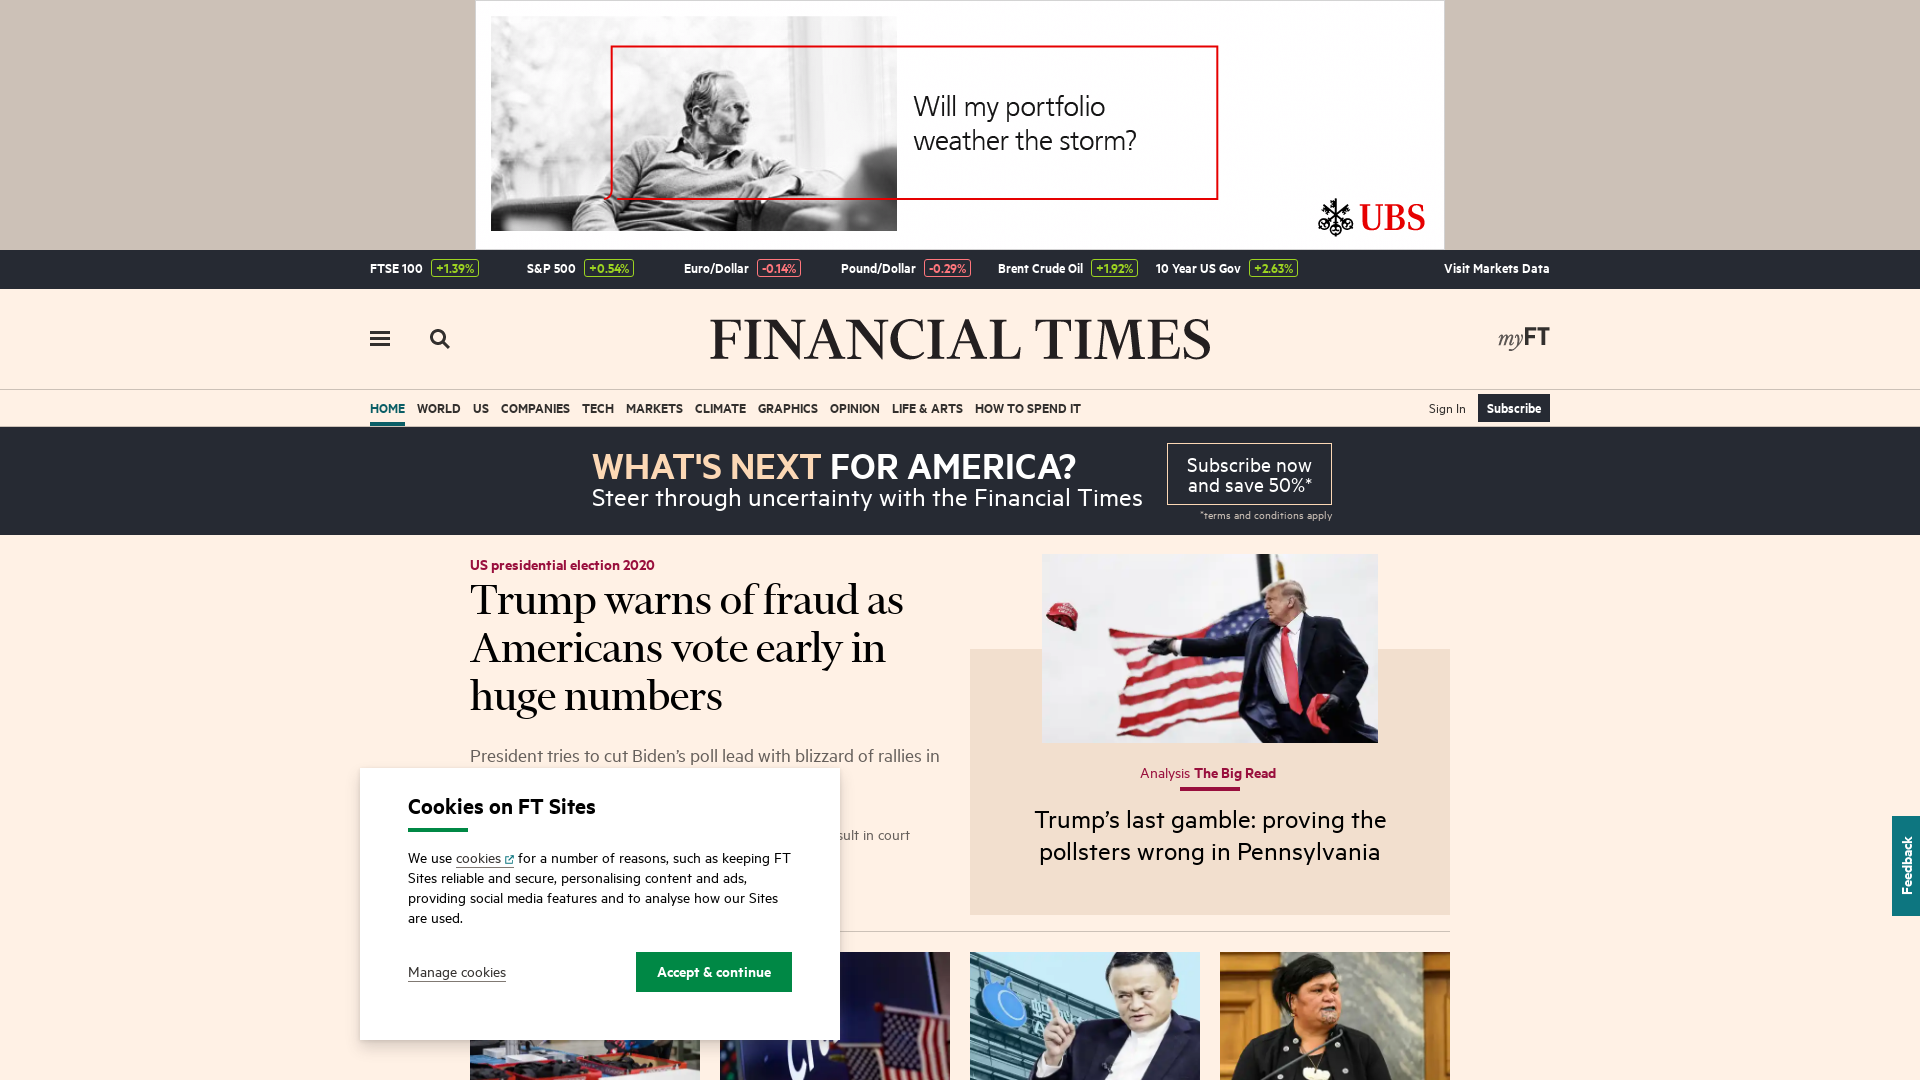 Will my portfolio
weather the storm?
UBS
FTSE 100 +1.39% S&P 500 +0.54% Euro/Dollar -0.14% Pound/Dollar -0.29% Brent Crude Oil +1.92% 10 Year US Gov +2.63% Visit Markets Data
FINANCIAL TIMES
myFT
HOME WORLD US COMPANIES TECH MARKETS CLIMATE GRAPHICS OPINION LIFE & ARTS HOW TO SPEND IT Sign In Subscribe
WHAT'S NEXT FOR AMERICA?
Steer through uncertainty with the Financial Times
Subscribe now
and save 50%*
*terms and conditions apply
US presidential election 2020
Trump warns of fraud as
Americans vote early in
huge numbers
President tries to cut Biden’s poll lead with blizzard of rallies in
in court
Analysis The Big Read
Trump’s last gamble: proving the
pollsters wrong in Pennsylvania
Cookies on FT Sites
We use cookies for a number of reasons, such as keeping FT
Sites reliable and secure, personalising content and ads,
providing social media features and to analyse how our Sites
are used.
Manage cookies
Accept & continue
Feedback